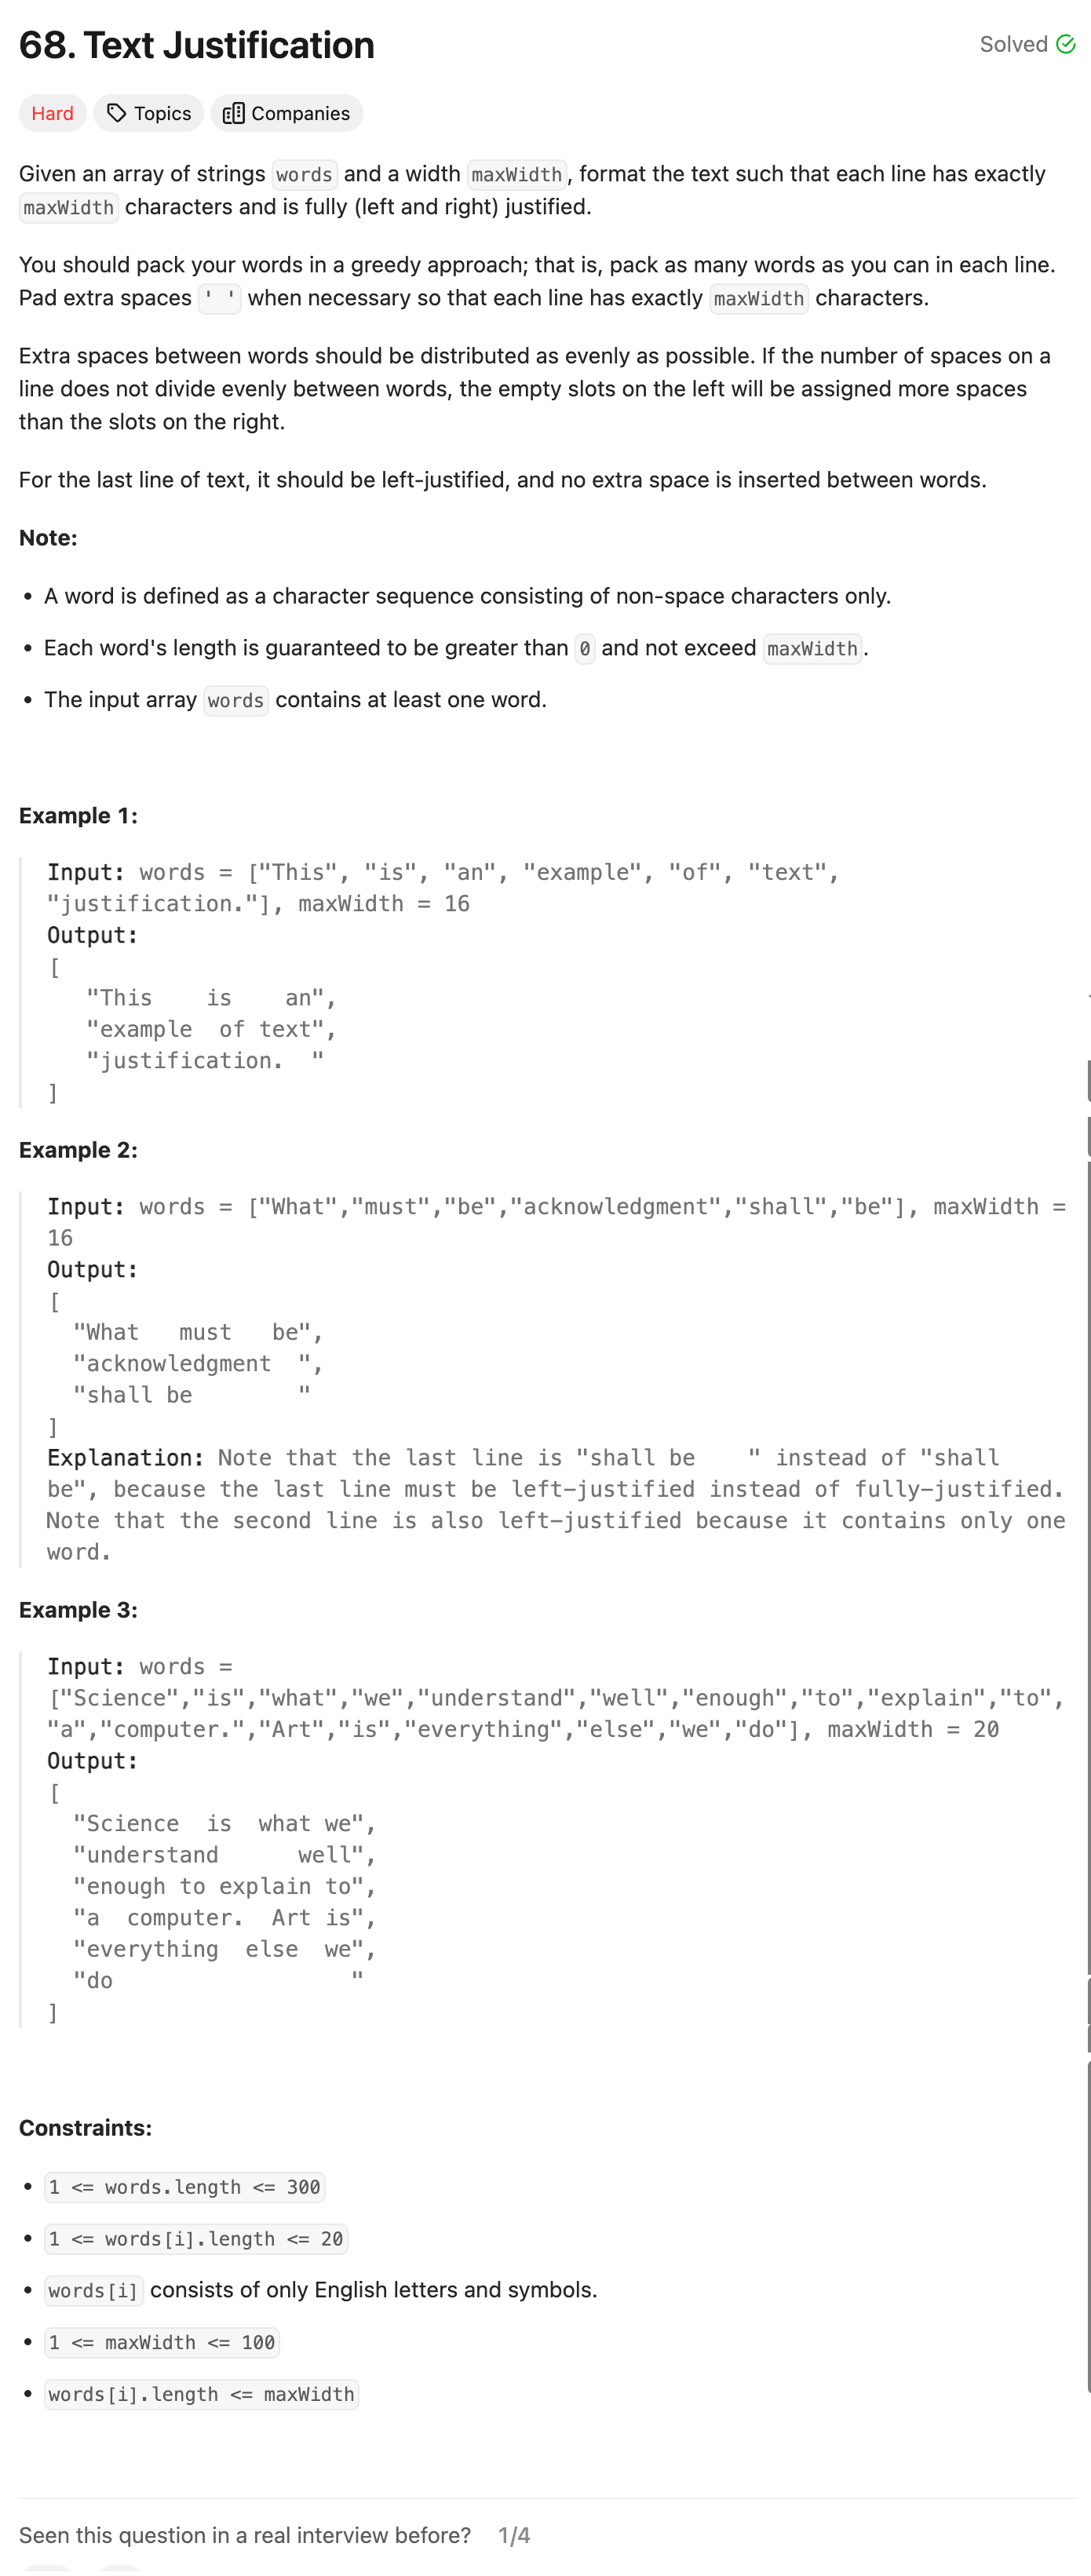 68. Text Justification
Solved
Hard Topics Companies
Given an array of strings words and a width maxWidth, format the text such that each line has exactly
maxWidth characters and is fully (left and right) justified.
You should pack your words in a greedy approach; that is, pack as many words as you can in each line.
Pad extra spaces ' ' when necessary so that each line has exactly maxWidth characters.
Extra spaces between words should be distributed as evenly as possible. If the number of spaces on a
line does not divide evenly between words, the empty slots on the left will be assigned more spaces
than the slots on the right.
For the last line of text, it should be left-justified, and no extra space is inserted between words.
Note:
• A word is defined as a character sequence consisting of non-space characters only.
• Each word's length is guaranteed to be greater than 0 and not exceed maxWidth.
• The input array words contains at least one word.
Example 1:
Input: words = ["This", "is", "an", "example", "of", "text",
"justification."], maxWidth = 16
Output:
[
   "This    is    an",
   "example  of text",
   "justification.  "
]
Example 2:
Input: words = ["What","must","be","acknowledgment","shall","be"], maxWidth =
16
Output:
[
  "What   must   be",
  "acknowledgment  ",
  "shall be        "
]
Explanation: Note that the last line is "shall be    " instead of "shall
be", because the last line must be left-justified instead of fully-justified.
Note that the second line is also left-justified because it contains only one
word.
Example 3:
Input: words =
["Science","is","what","we","understand","well","enough","to","explain","to",
"a","computer.","Art","is","everything","else","we","do"], maxWidth = 20
Output:
[
  "Science  is  what we",
  "understand      well",
  "enough to explain to",
  "a  computer.  Art is",
  "everything  else  we",
  "do                  "
]
Constraints:
• 1 <= words.length <= 300
• 1 <= words[i].length <= 20
• words[i] consists of only English letters and symbols.
• 1 <= maxWidth <= 100
• words[i].length <= maxWidth
Seen this question in a real interview before? 1/4